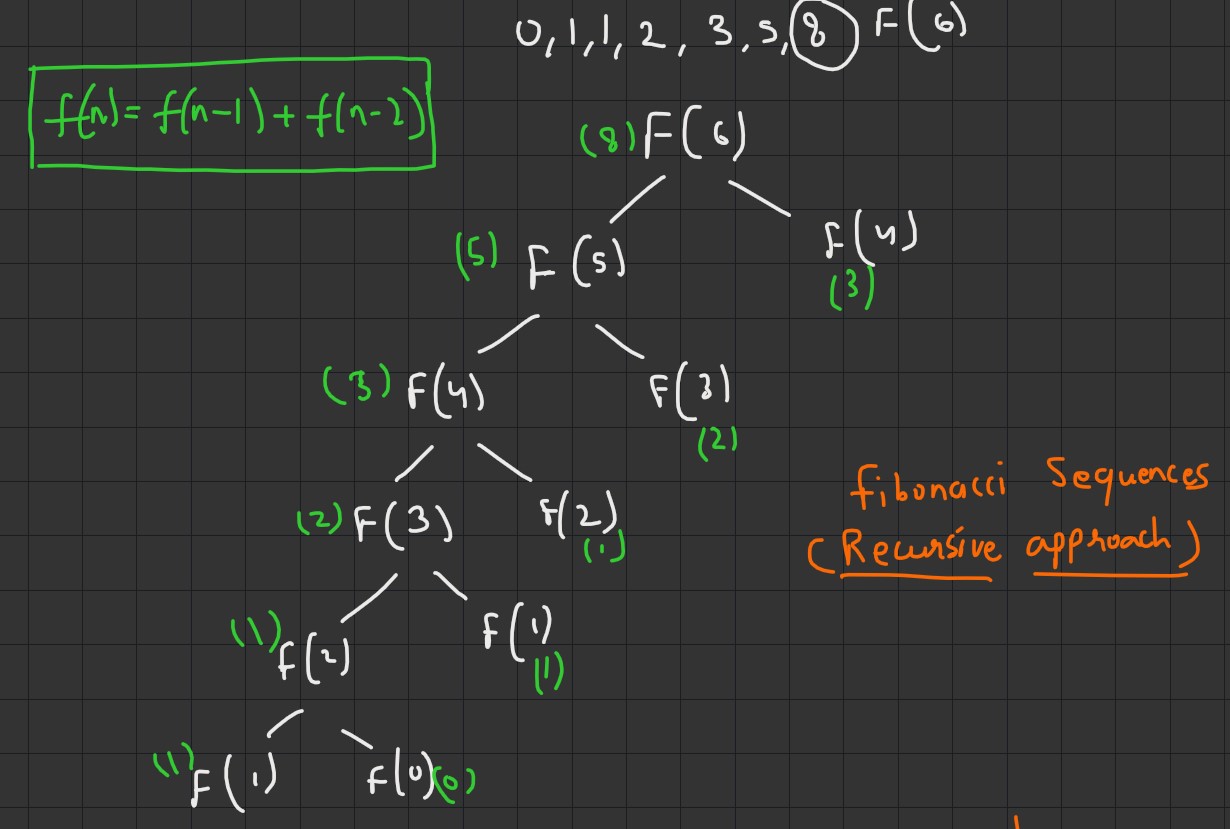 0, 1, 1, 2, 3, 5, 8 F(6)
f(n) = f(n-1) + f(n-2)
(8) F(6)
(5) F(5)
F(4)
(3)
(3) F(4)
F(3)
(2)
(2) F(3)
F(2)
(1)
(1) F(2)
F(1)
(1)
(1) F(1)
F(0) (0)
fibonacci Sequences
(Recursive approach)